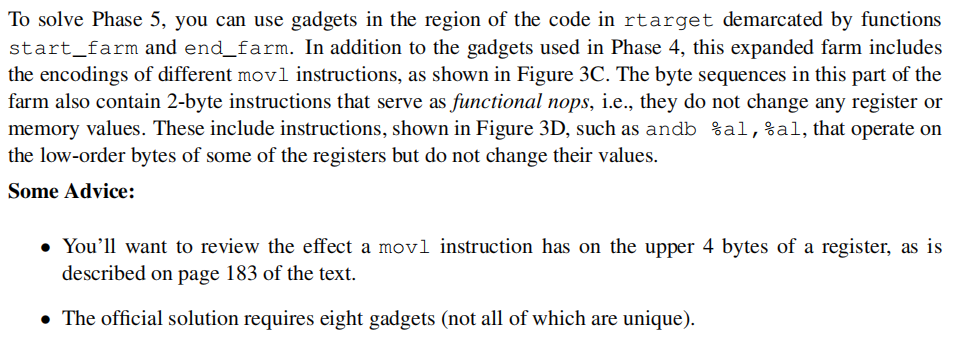 To solve Phase 5, you can use gadgets in the region of the code in rtarget demarcated by functions
start_farm and end_farm. In addition to the gadgets used in Phase 4, this expanded farm includes
the encodings of different movl instructions, as shown in Figure 3C. The byte sequences in this part of the
farm also contain 2-byte instructions that serve as functional nops, i.e., they do not change any register or
memory values. These include instructions, shown in Figure 3D, such as andb %al,%al, that operate on
the low-order bytes of some of the registers but do not change their values.
Some Advice:
• You'll want to review the effect a movl instruction has on the upper 4 bytes of a register, as is
described on page 183 of the text.
• The official solution requires eight gadgets (not all of which are unique).